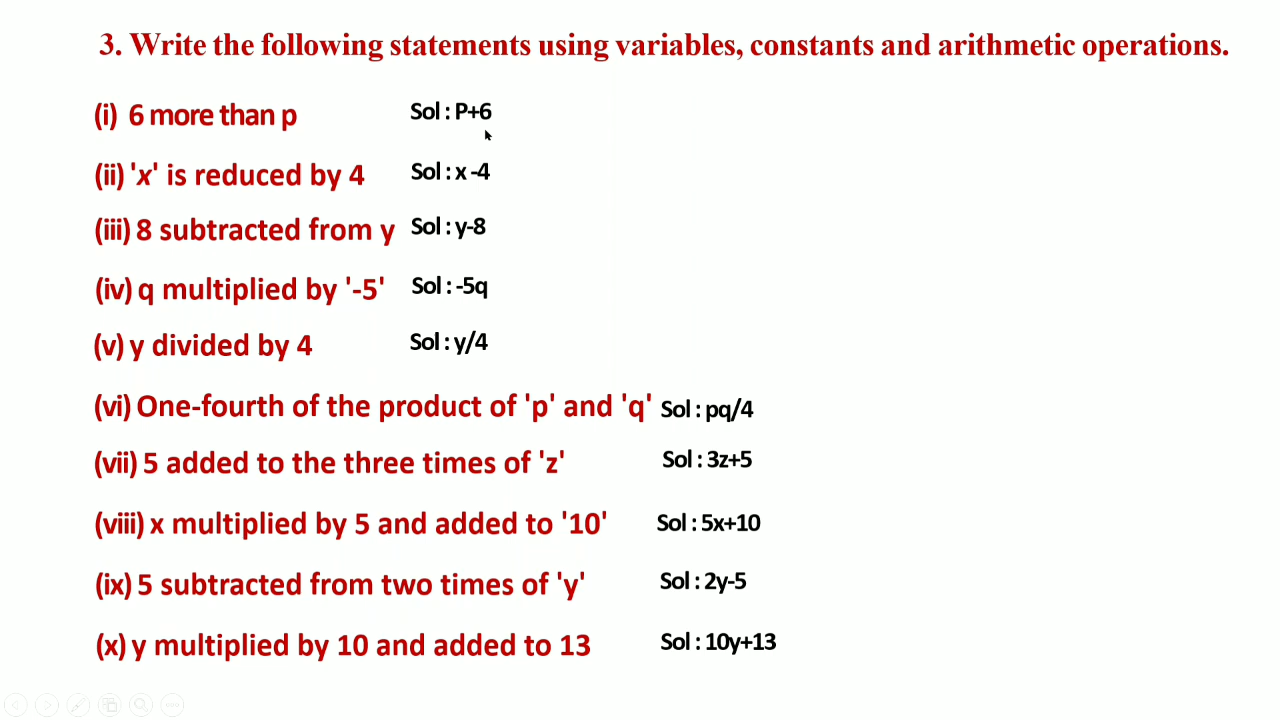 3. Write the following statements using variables, constants and arithmetic operations.
(i) 6 more than p Sol : P+6
(ii) 'x' is reduced by 4 Sol : x -4
(iii) 8 subtracted from y Sol : y-8
(iv) q multiplied by '-5' Sol : -5q
(v) y divided by 4 Sol : y/4
(vi) One-fourth of the product of 'p' and 'q' Sol : pq/4
(vii) 5 added to the three times of 'z' Sol : 3z+5
(viii) x multiplied by 5 and added to '10' Sol : 5x+10
(ix) 5 subtracted from two times of 'y' Sol : 2y-5
(x) y multiplied by 10 and added to 13 Sol : 10y+13